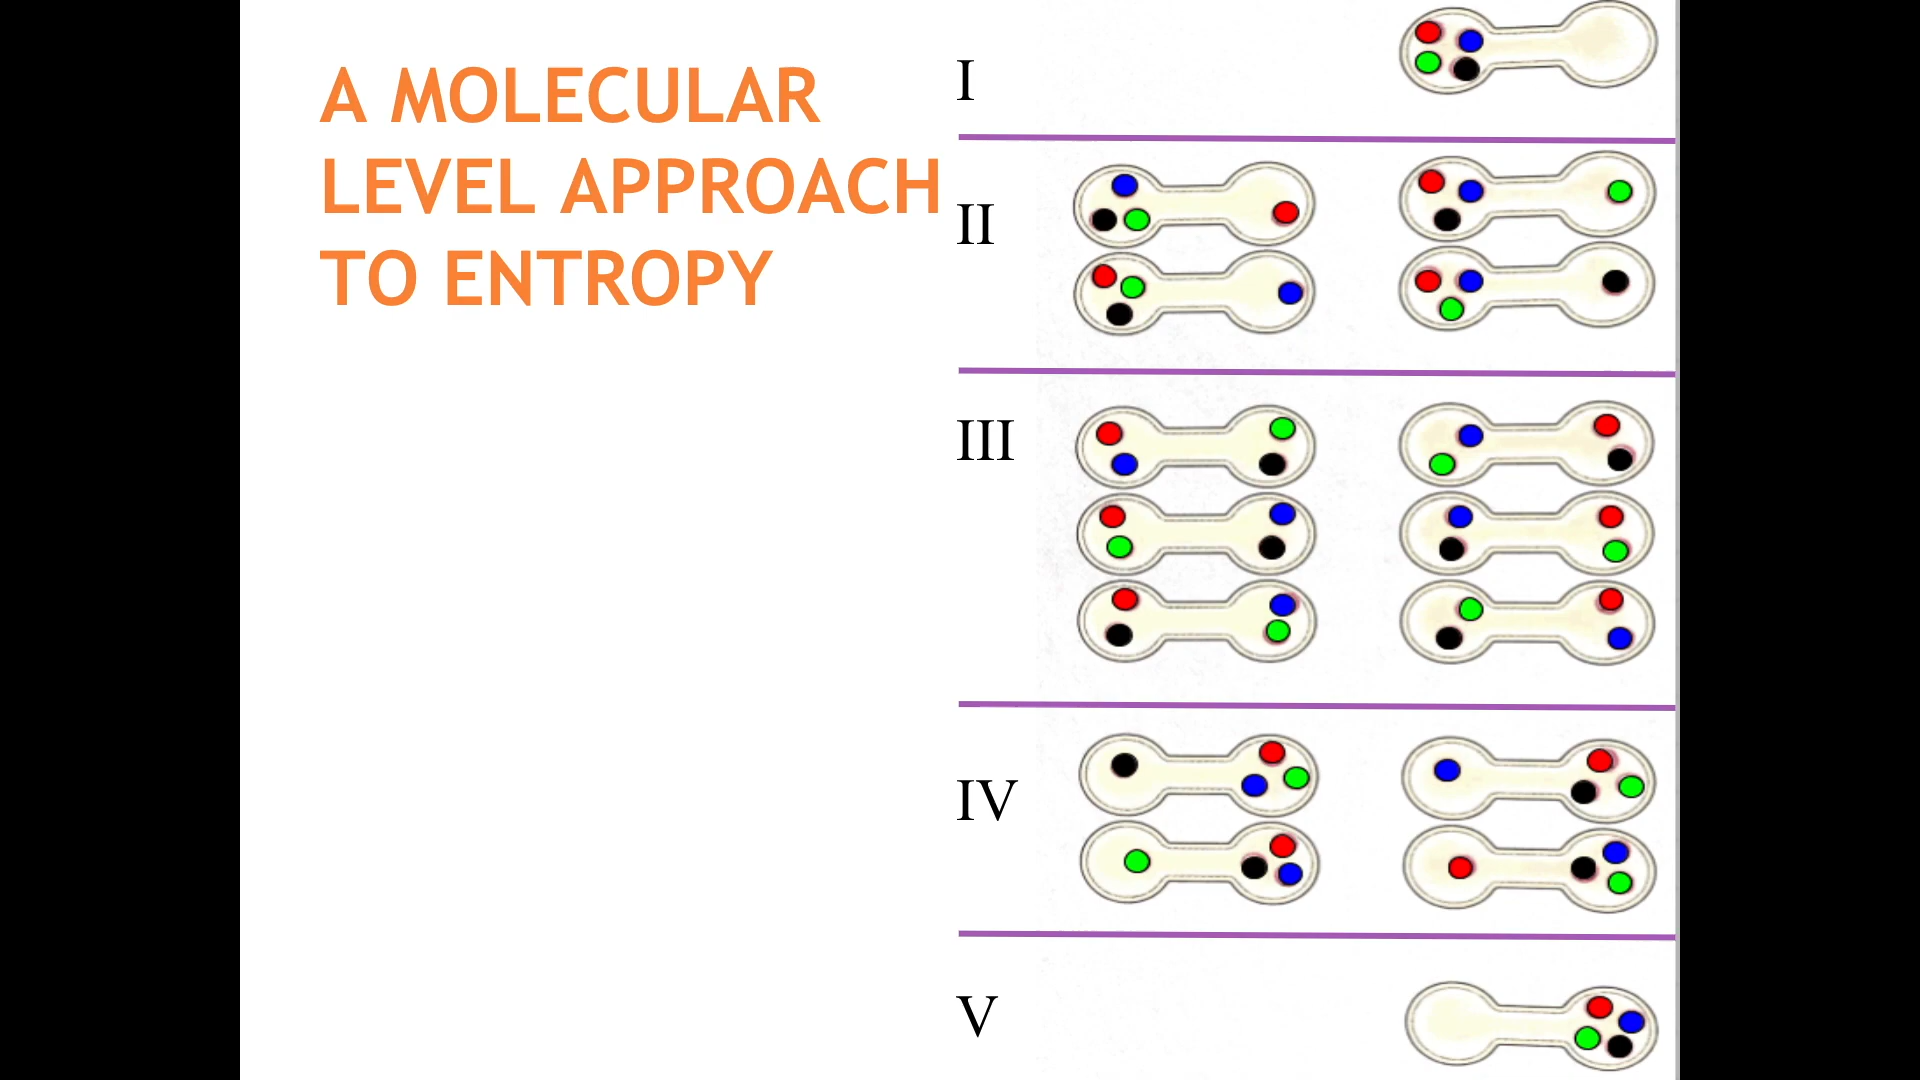 A MOLECULAR
LEVEL APPROACH
TO ENTROPY
I
II
III
IV
V